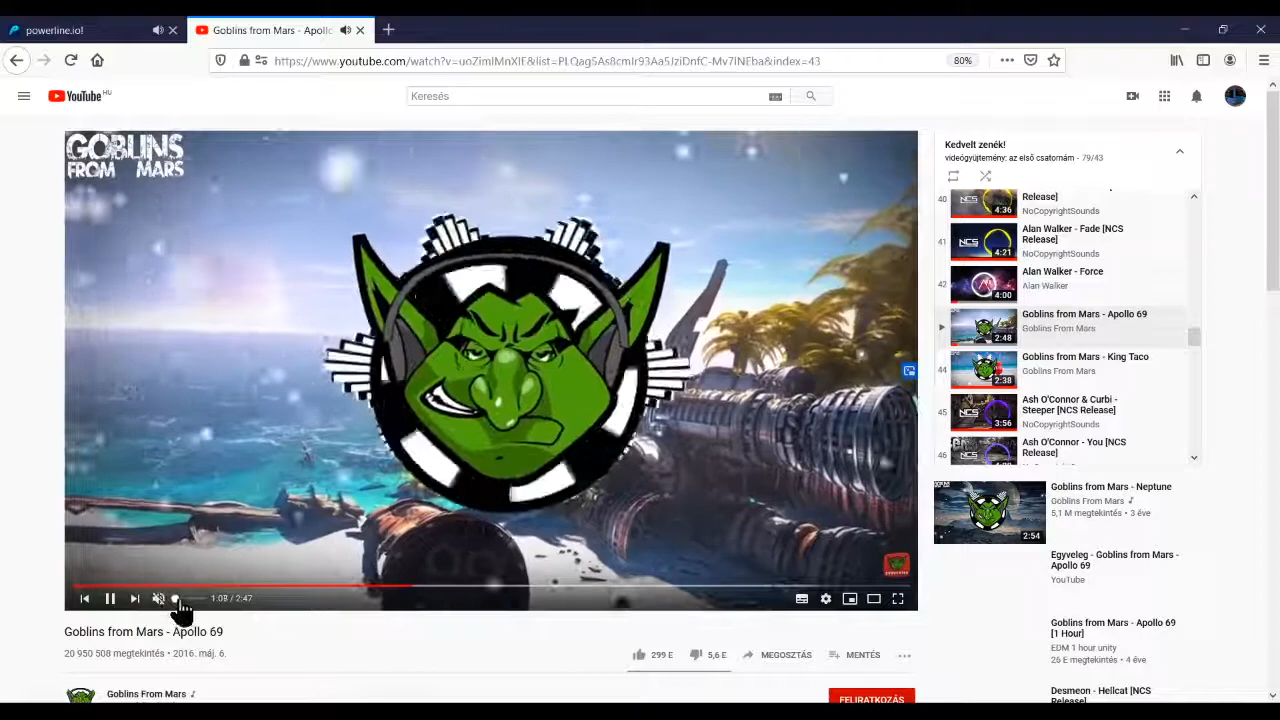 powerline.io!
Goblins from Mars - Apollo
https://www.youtube.com/watch?v=uoZimIMnXIE&list=PLQag5As8cmIr93Aa5JziDnfC-Mv7INEba&index=43
80%
YouTube HU
Keresés
GOBLINS
FROM MARS
1:08 / 2:47
Goblins from Mars - Apollo 69
20 950 508 megtekintés • 2016. máj. 6.
299 E
5,6 E
MEGOSZTÁS
MENTÉS
Goblins From Mars
FELIRATKOZÁS
Kedvelt zenék!
videógyűjtemény: az első csatornám - 79/43
40
NCS
4:36
Release]
NoCopyrightSounds
41
NCS
4:21
Alan Walker - Fade [NCS
Release]
NoCopyrightSounds
42
4:00
Alan Walker - Force
Alan Walker
2:48
Goblins from Mars - Apollo 69
Goblins From Mars
44
2:38
Goblins from Mars - King Taco
Goblins From Mars
45
NCS
3:56
Ash O'Connor & Curbi -
Steeper [NCS Release]
NoCopyrightSounds
46
Ash O'Connor - You [NCS
Release]
2:54
Goblins from Mars - Neptune
Goblins From Mars
5,1 M megtekintés • 3 éve
Egyveleg - Goblins from Mars -
Apollo 69
YouTube
Goblins from Mars - Apollo 69
[1 Hour]
EDM 1 hour unity
26 E megtekintés • 4 éve
Desmeon - Hellcat [NCS
Release]